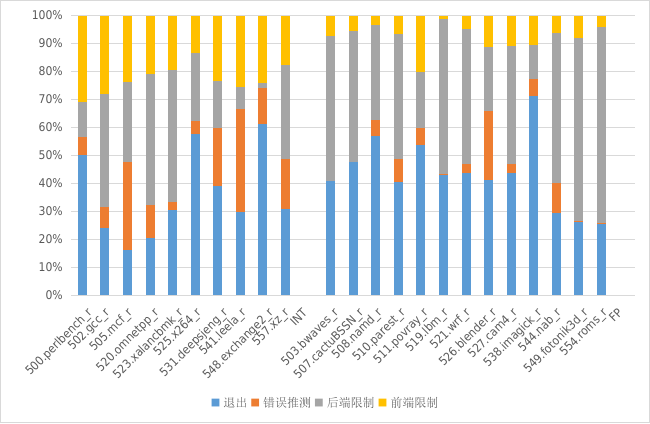 100%
90%
80%
70%
60%
50%
40%
30%
20%
10%
0%
500.perlbench_r
502.gcc_r
505.mcf_r
520.omnetpp_r
523.xalancbmk_r
525.x264_r
531.deepsjeng_r
541.leela_r
548.exchange2_r
557.xz_r
INT
503.bwaves_r
507.cactuBSSN_r
508.namd_r
510.parest_r
511.povray_r
519.lbm_r
521.wrf_r
526.blender_r
527.cam4_r
538.imagick_r
544.nab_r
549.fotonik3d_r
554.roms_r
FP
退出 错误推测 后端限制 前端限制